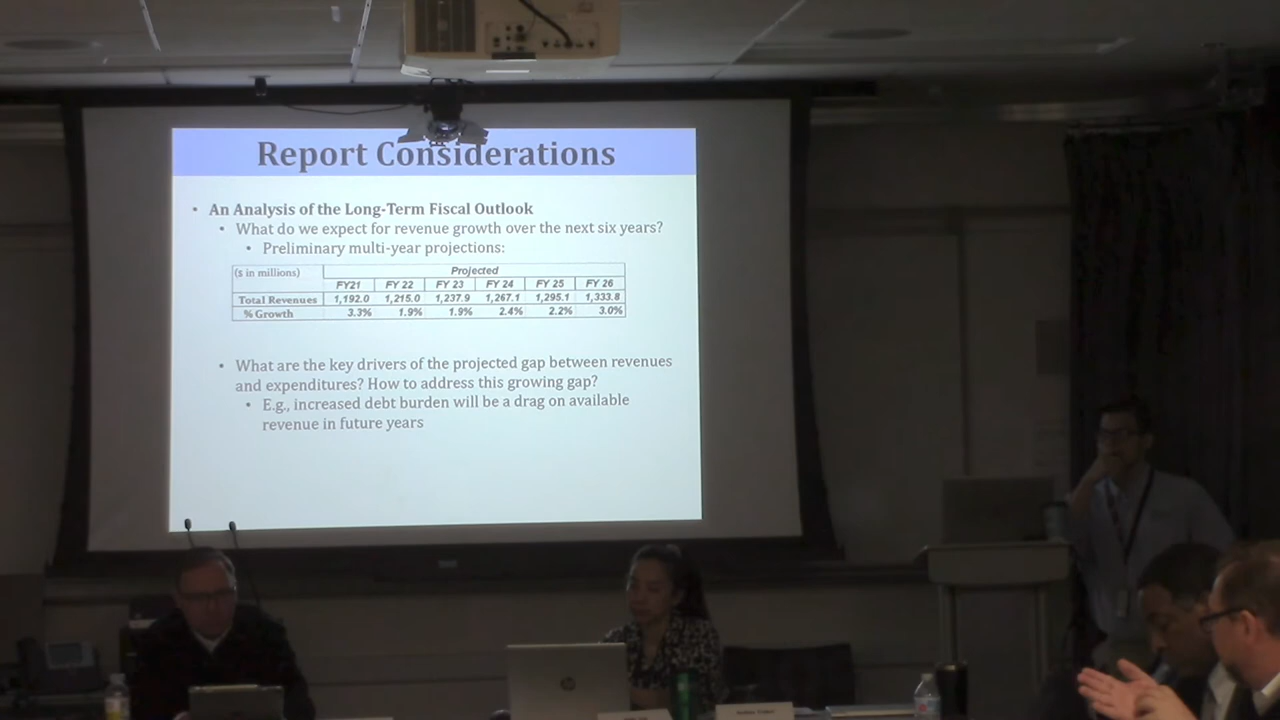 Report Considerations
• An Analysis of the Long-Term Fiscal Outlook
• What do we expect for revenue growth over the next six years?
• Preliminary multi-year projections:
($ in millions) Projected
FY21 FY 22 FY 23 FY 24 FY 25 FY 26
Total Revenues 1,192.0 1,215.0 1,237.9 1,267.1 1,295.1 1,333.8
% Growth 3.3% 1.9% 1.9% 2.4% 2.2% 3.0%
• What are the key drivers of the projected gap between revenues
and expenditures? How to address this growing gap?
• E.g., increased debt burden will be a drag on available
revenue in future years
hp